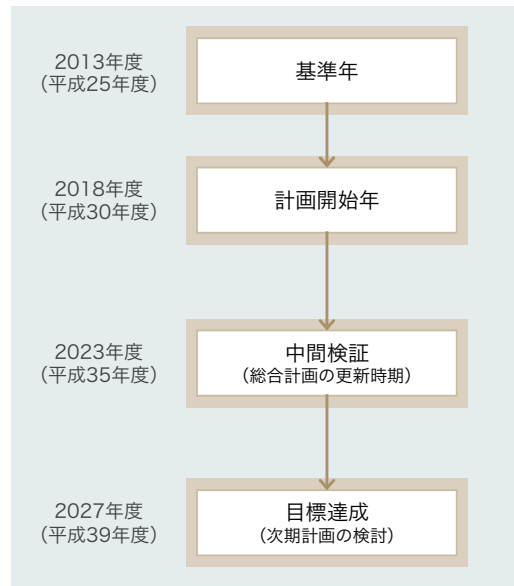 2013年度
（平成25年度）
基準年
2018年度
（平成30年度）
計画開始年
2023年度
（平成35年度）
中間検証
（総合計画の更新時期）
2027年度
（平成39年度）
目標達成
（次期計画の検討）